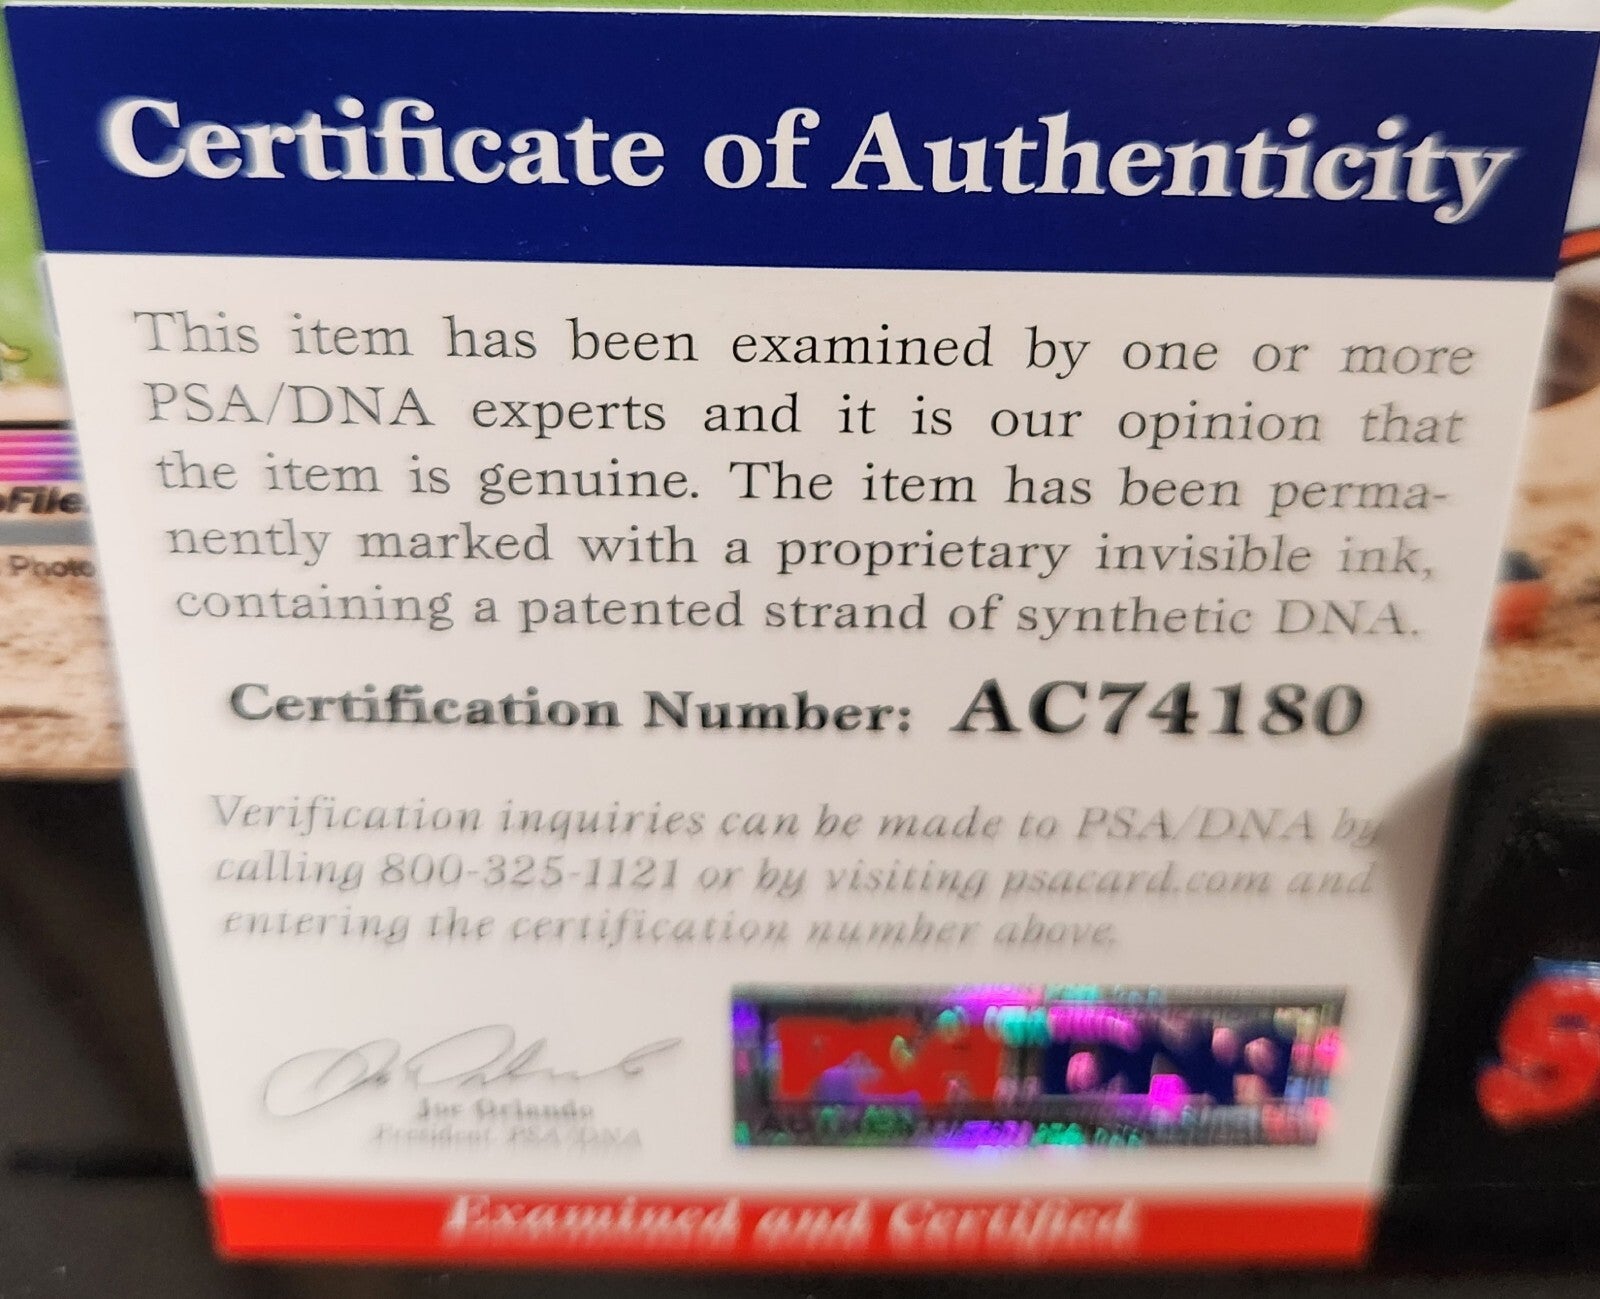 Certificate of Authenticity
This item has been examined by one or more
PSA/DNA experts and it is our opinion that
the item is genuine. The item has been perma-
nently marked with a proprietary invisible ink,
containing a patented strand of synthetic DNA.
Certification Number: AC74180
Verification inquiries can be made to PSA/DNA by
calling 800-325-1121 or by visiting psacard.com and
entering the certification number above.
Joe Orlando
President, PSA/DNA
Examined and Certified
File
Photo